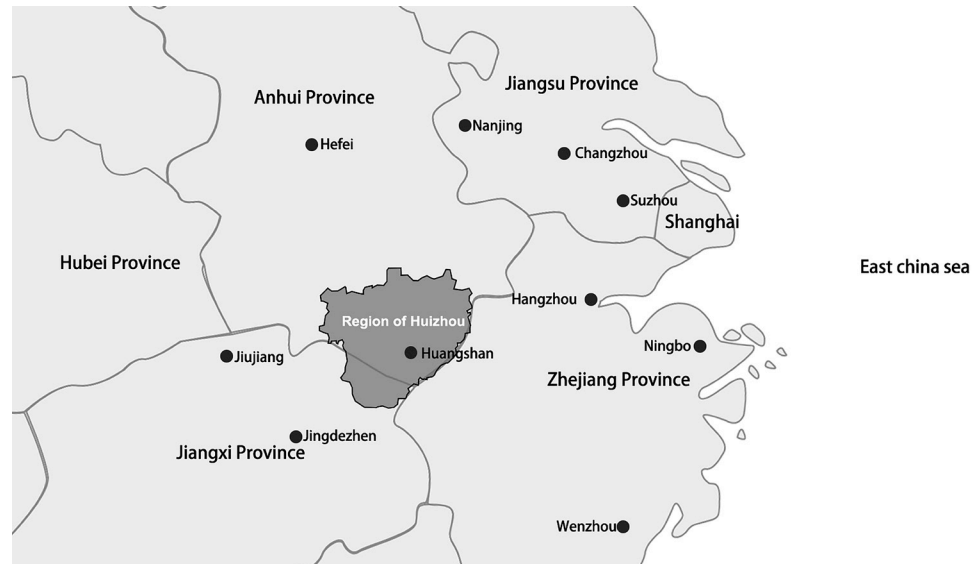 Jiangsu Province
Anhui Province
Nanjing
Hefei
Changzhou
Suzhou
Shanghai
Hubei Province
East china sea
Hangzhou
Region of Huizhou
Ningbo
Huangshan
Jiujiang
Zhejiang Province
Jingdezhen
Jiangxi Province
Wenzhou